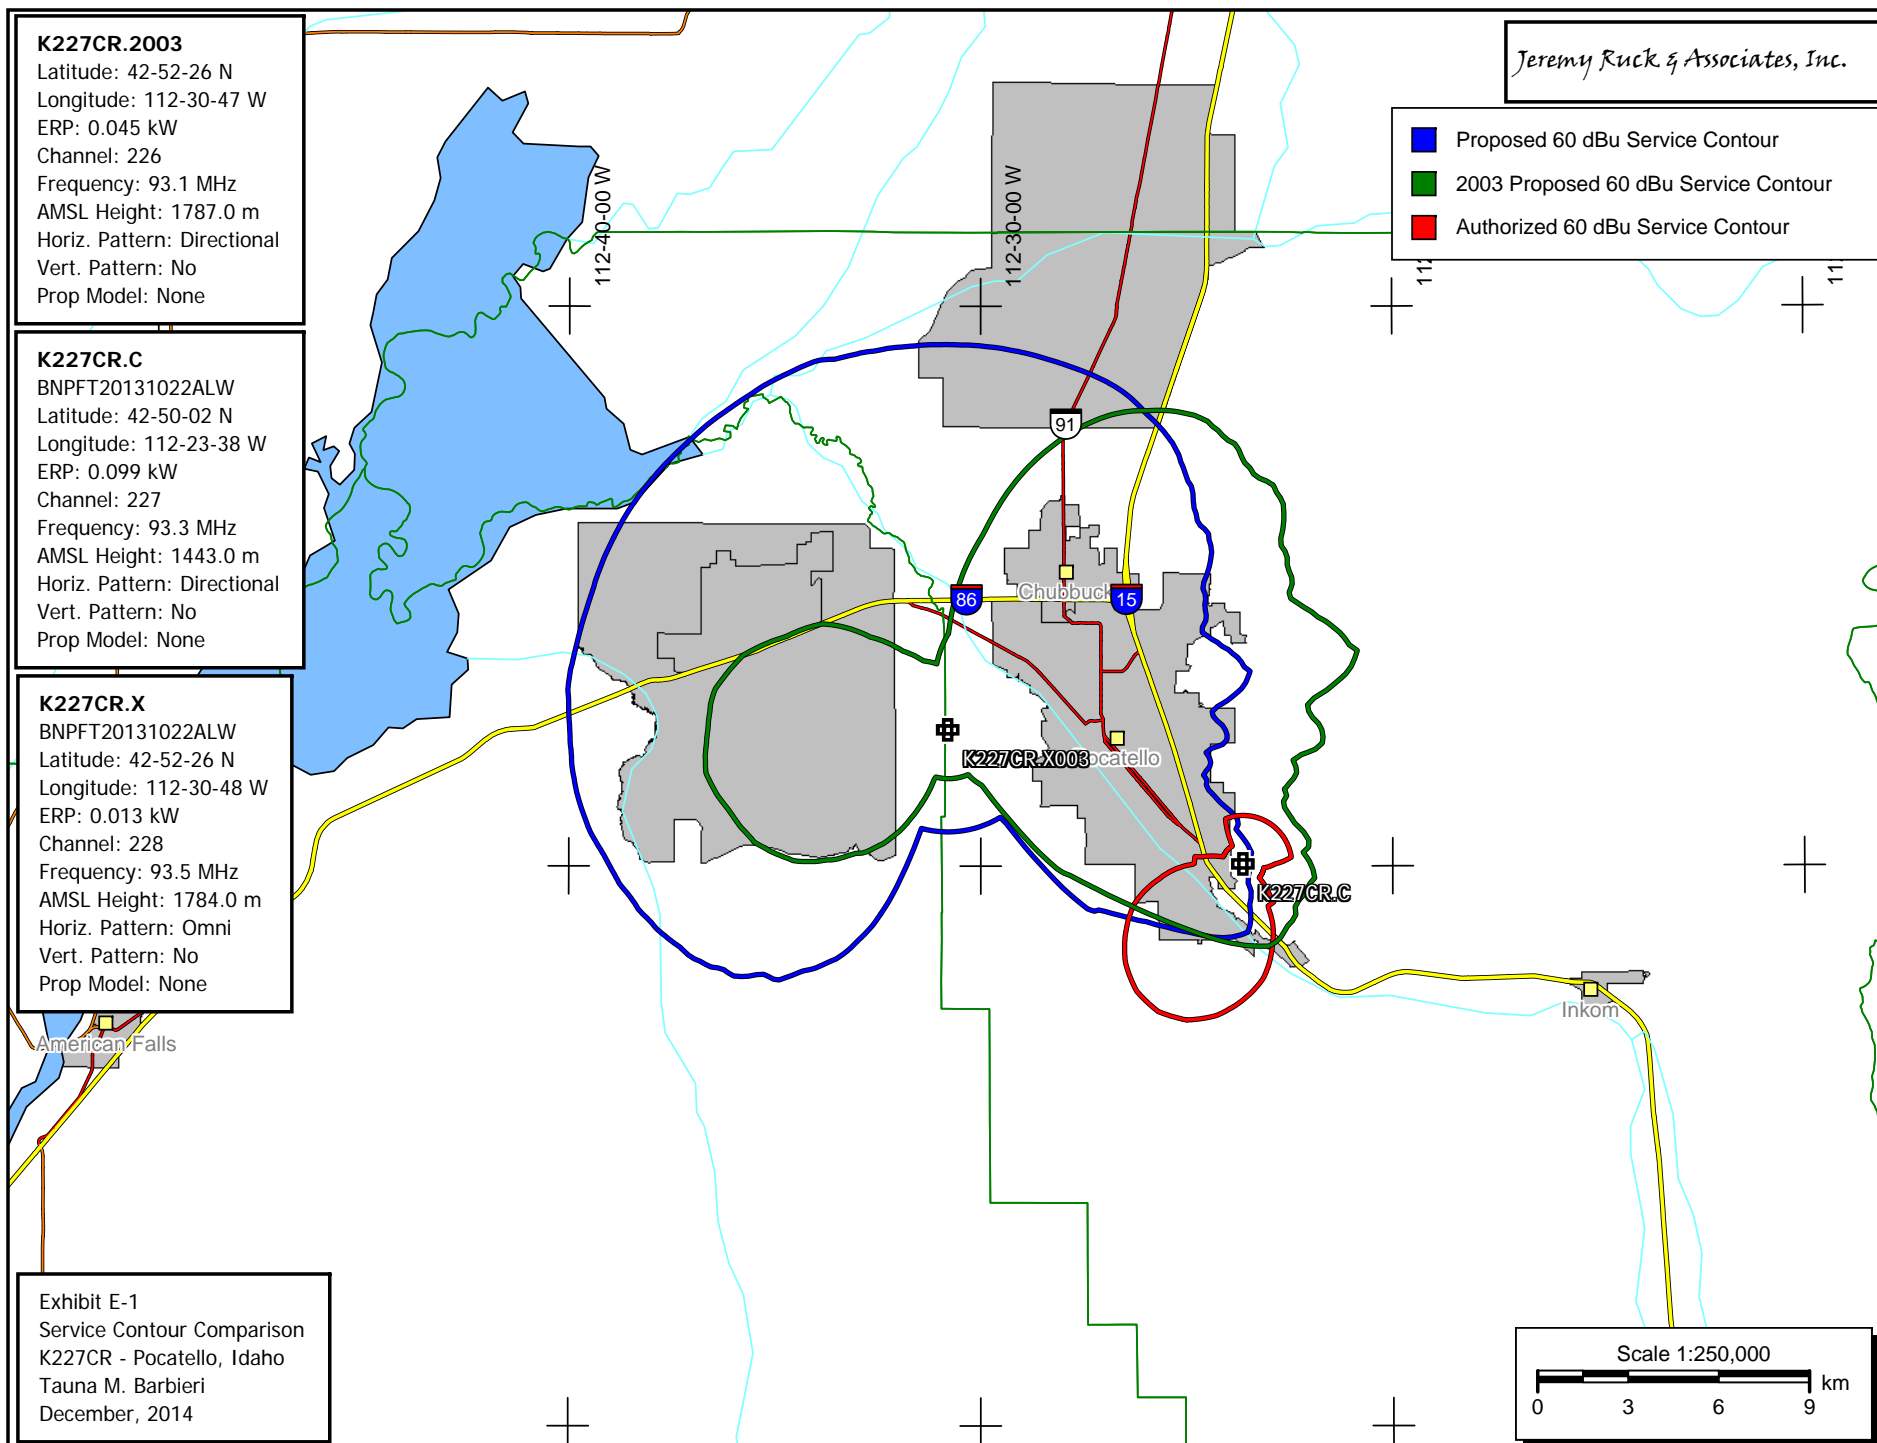 K227CR.2003
Latitude: 42-52-26 N
Longitude: 112-30-47 W
ERP: 0.045 kW
Channel: 226
Frequency: 93.1 MHz
AMSL Height: 1787.0 m
Horiz. Pattern: Directional
Vert. Pattern: No
Prop Model: None
K227CR.C
BNPFT20131022ALW
Latitude: 42-50-02 N
Longitude: 112-23-38 W
ERP: 0.099 kW
Channel: 227
Frequency: 93.3 MHz
AMSL Height: 1443.0 m
Horiz. Pattern: Directional
Vert. Pattern: No
Prop Model: None
K227CR.X
BNPFT20131022ALW
Latitude: 42-52-26 N
Longitude: 112-30-48 W
ERP: 0.013 kW
Channel: 228
Frequency: 93.5 MHz
AMSL Height: 1784.0 m
Horiz. Pattern: Omni
Vert. Pattern: No
Prop Model: None
Jeremy Ruck & Associates, Inc.
Proposed 60 dBu Service Contour
2003 Proposed 60 dBu Service Contour
Authorized 60 dBu Service Contour
112-40-00 W
112-30-00 W
91
86
Chubbuck
15
K227CR.X003
ocatello
K227CR.C
Inkom
American Falls
Exhibit E-1
Service Contour Comparison
K227CR - Pocatello, Idaho
Tauna M. Barbieri
December, 2014
Scale 1:250,000
km
0 3 6 9